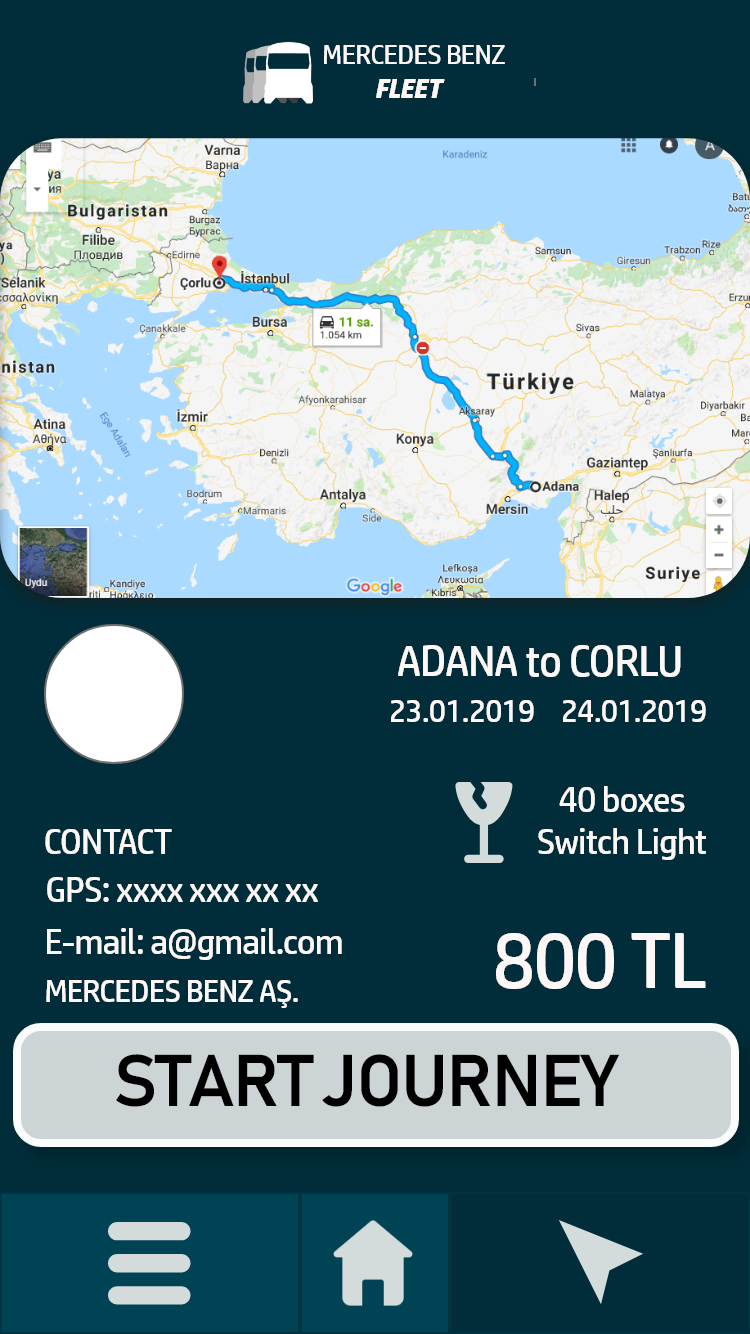 MERCEDES BENZ
FLEET
Varna
Варна
Karadeniz
A
Bulgaristan
Burgaz
Бургас
Filibe
Пловдив
Edirne
Samsun
Trabzon
Rize
Giresun
Selanik
Çorlu
İstanbul
Çanakkale
Bursa
11 sa.
1.054 km
Sivas
Türkiye
Afyonkarahisar
Aksaray
Malatya
Diyarbakır
Atina
Αθήνα
Ege Adaları
İzmir
Konya
Denizli
Gaziantep
Şanlıurfa
Adana
Bodrum
Antalya
Mersin
Halep
حلب
Marmaris
Side
Lefkoşa
Λευκωσία
Suriye
Uydu
Kandiye
Google
Kıbrıs
ADANA to CORLU
23.01.2019 24.01.2019
40 boxes
Switch Light
CONTACT
GPS: xxxx xxx xx xx
E-mail: a@gmail.com
800 TL
MERCEDES BENZ AŞ.
START JOURNEY